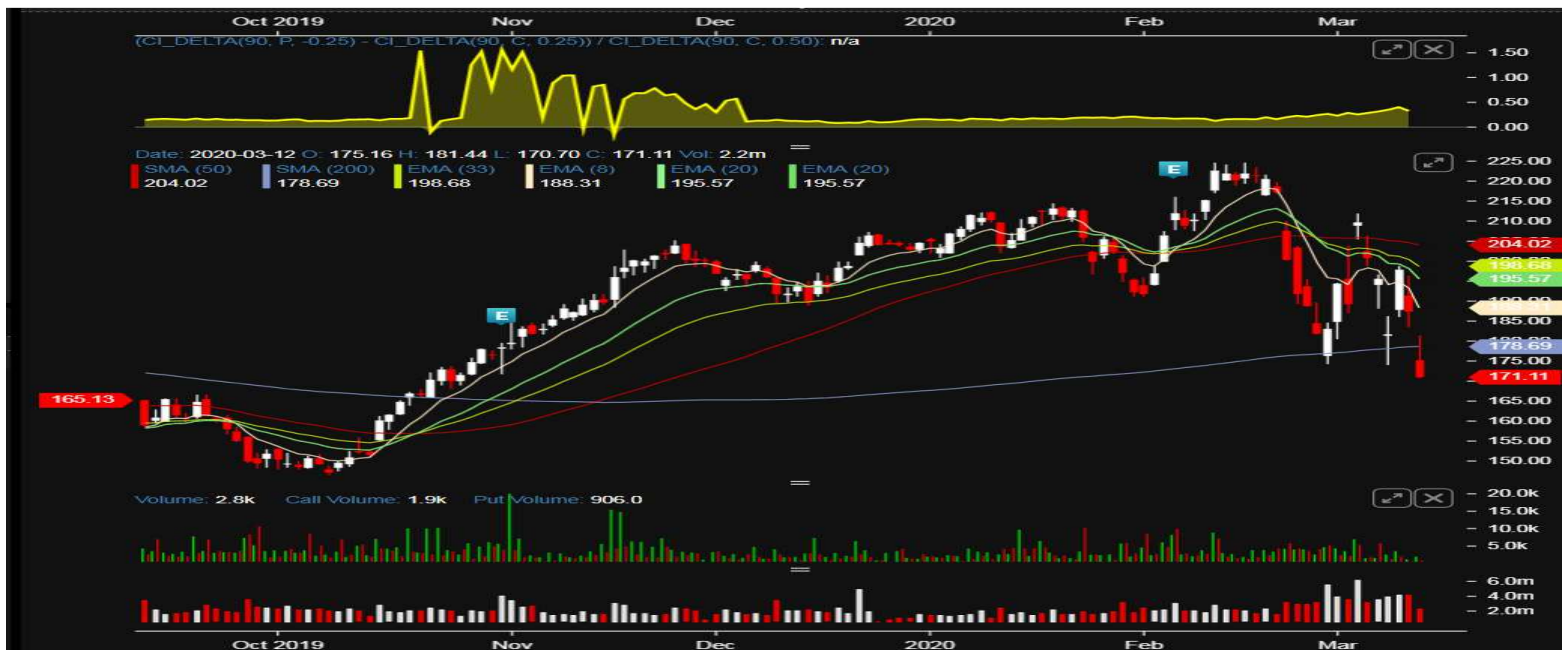 Oct 2019 Nov Dec 2020 Feb Mar
(CI_DELTA(90, P, -0.25) - CI_DELTA(90, C, 0.25)) / CI_DELTA(90, C, 0.50): n/a
1.50
1.00
0.50
0.00
Date: 2020-03-12 O: 175.16 H: 181.44 L: 170.70 C: 171.11 Vol: 2.2m
SMA (50) SMA (200) EMA (33) EMA (8) EMA (20) EMA (20)
204.02 178.69 198.68 188.31 195.57 195.57
225.00
E
220.00
215.00
210.00
204.02
198.68
195.57
E
185.00
178.69
175.00
171.11
165.13
165.00
160.00
155.00
150.00
Volume: 2.8k Call Volume: 1.9k Put Volume: 906.0
20.0k
15.0k
10.0k
5.0k
6.0m
4.0m
2.0m
Oct 2019 Nov Dec 2020 Feb Mar